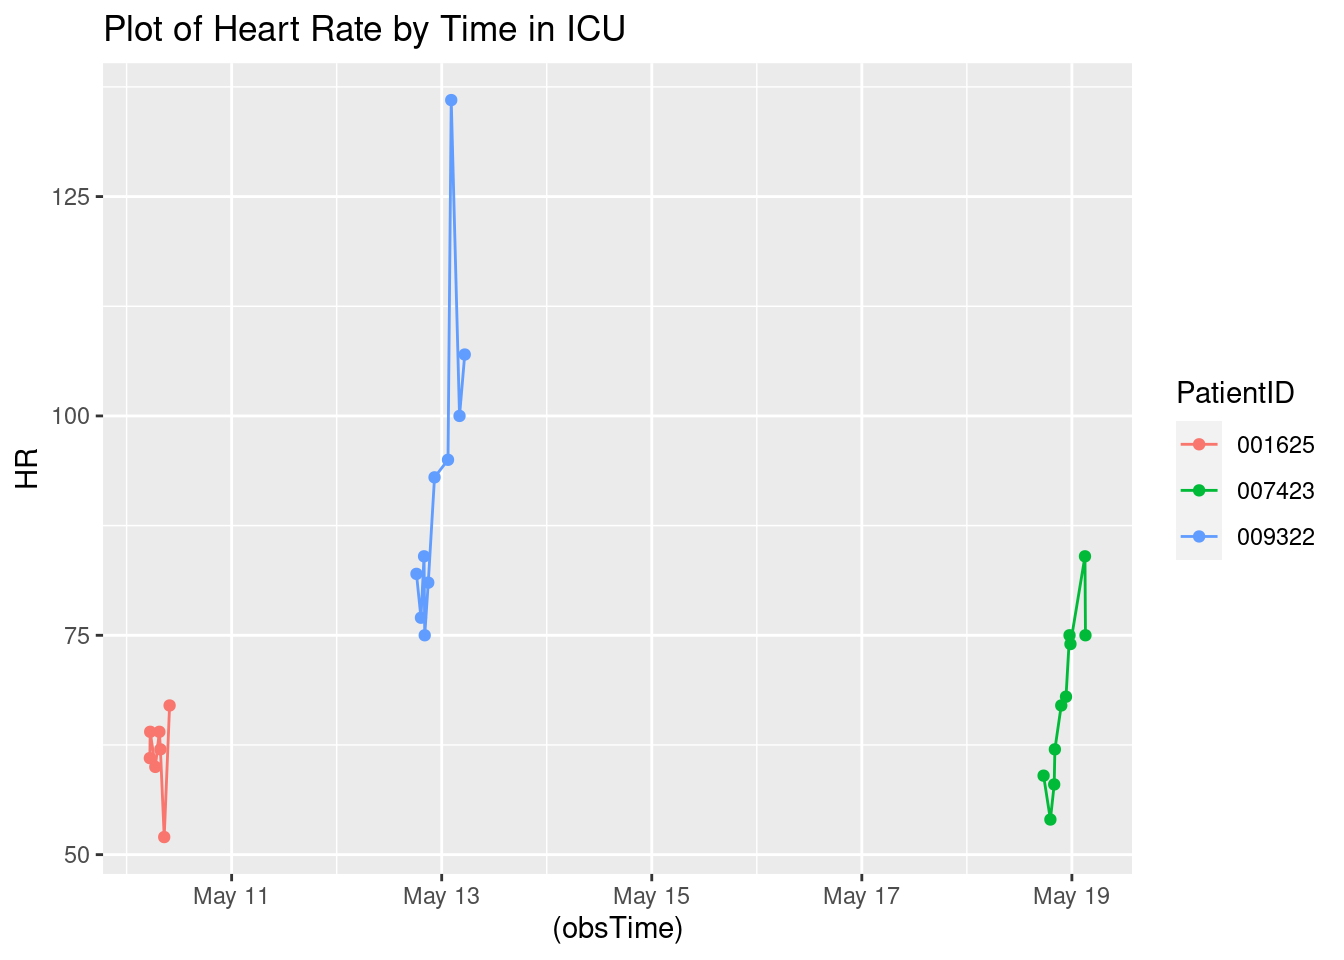 Plot of Heart Rate by Time in ICU
125
100
75
50
HR
May 11 May 13 May 15 May 17 May 19
(obsTime)
PatientID
001625
007423
009322